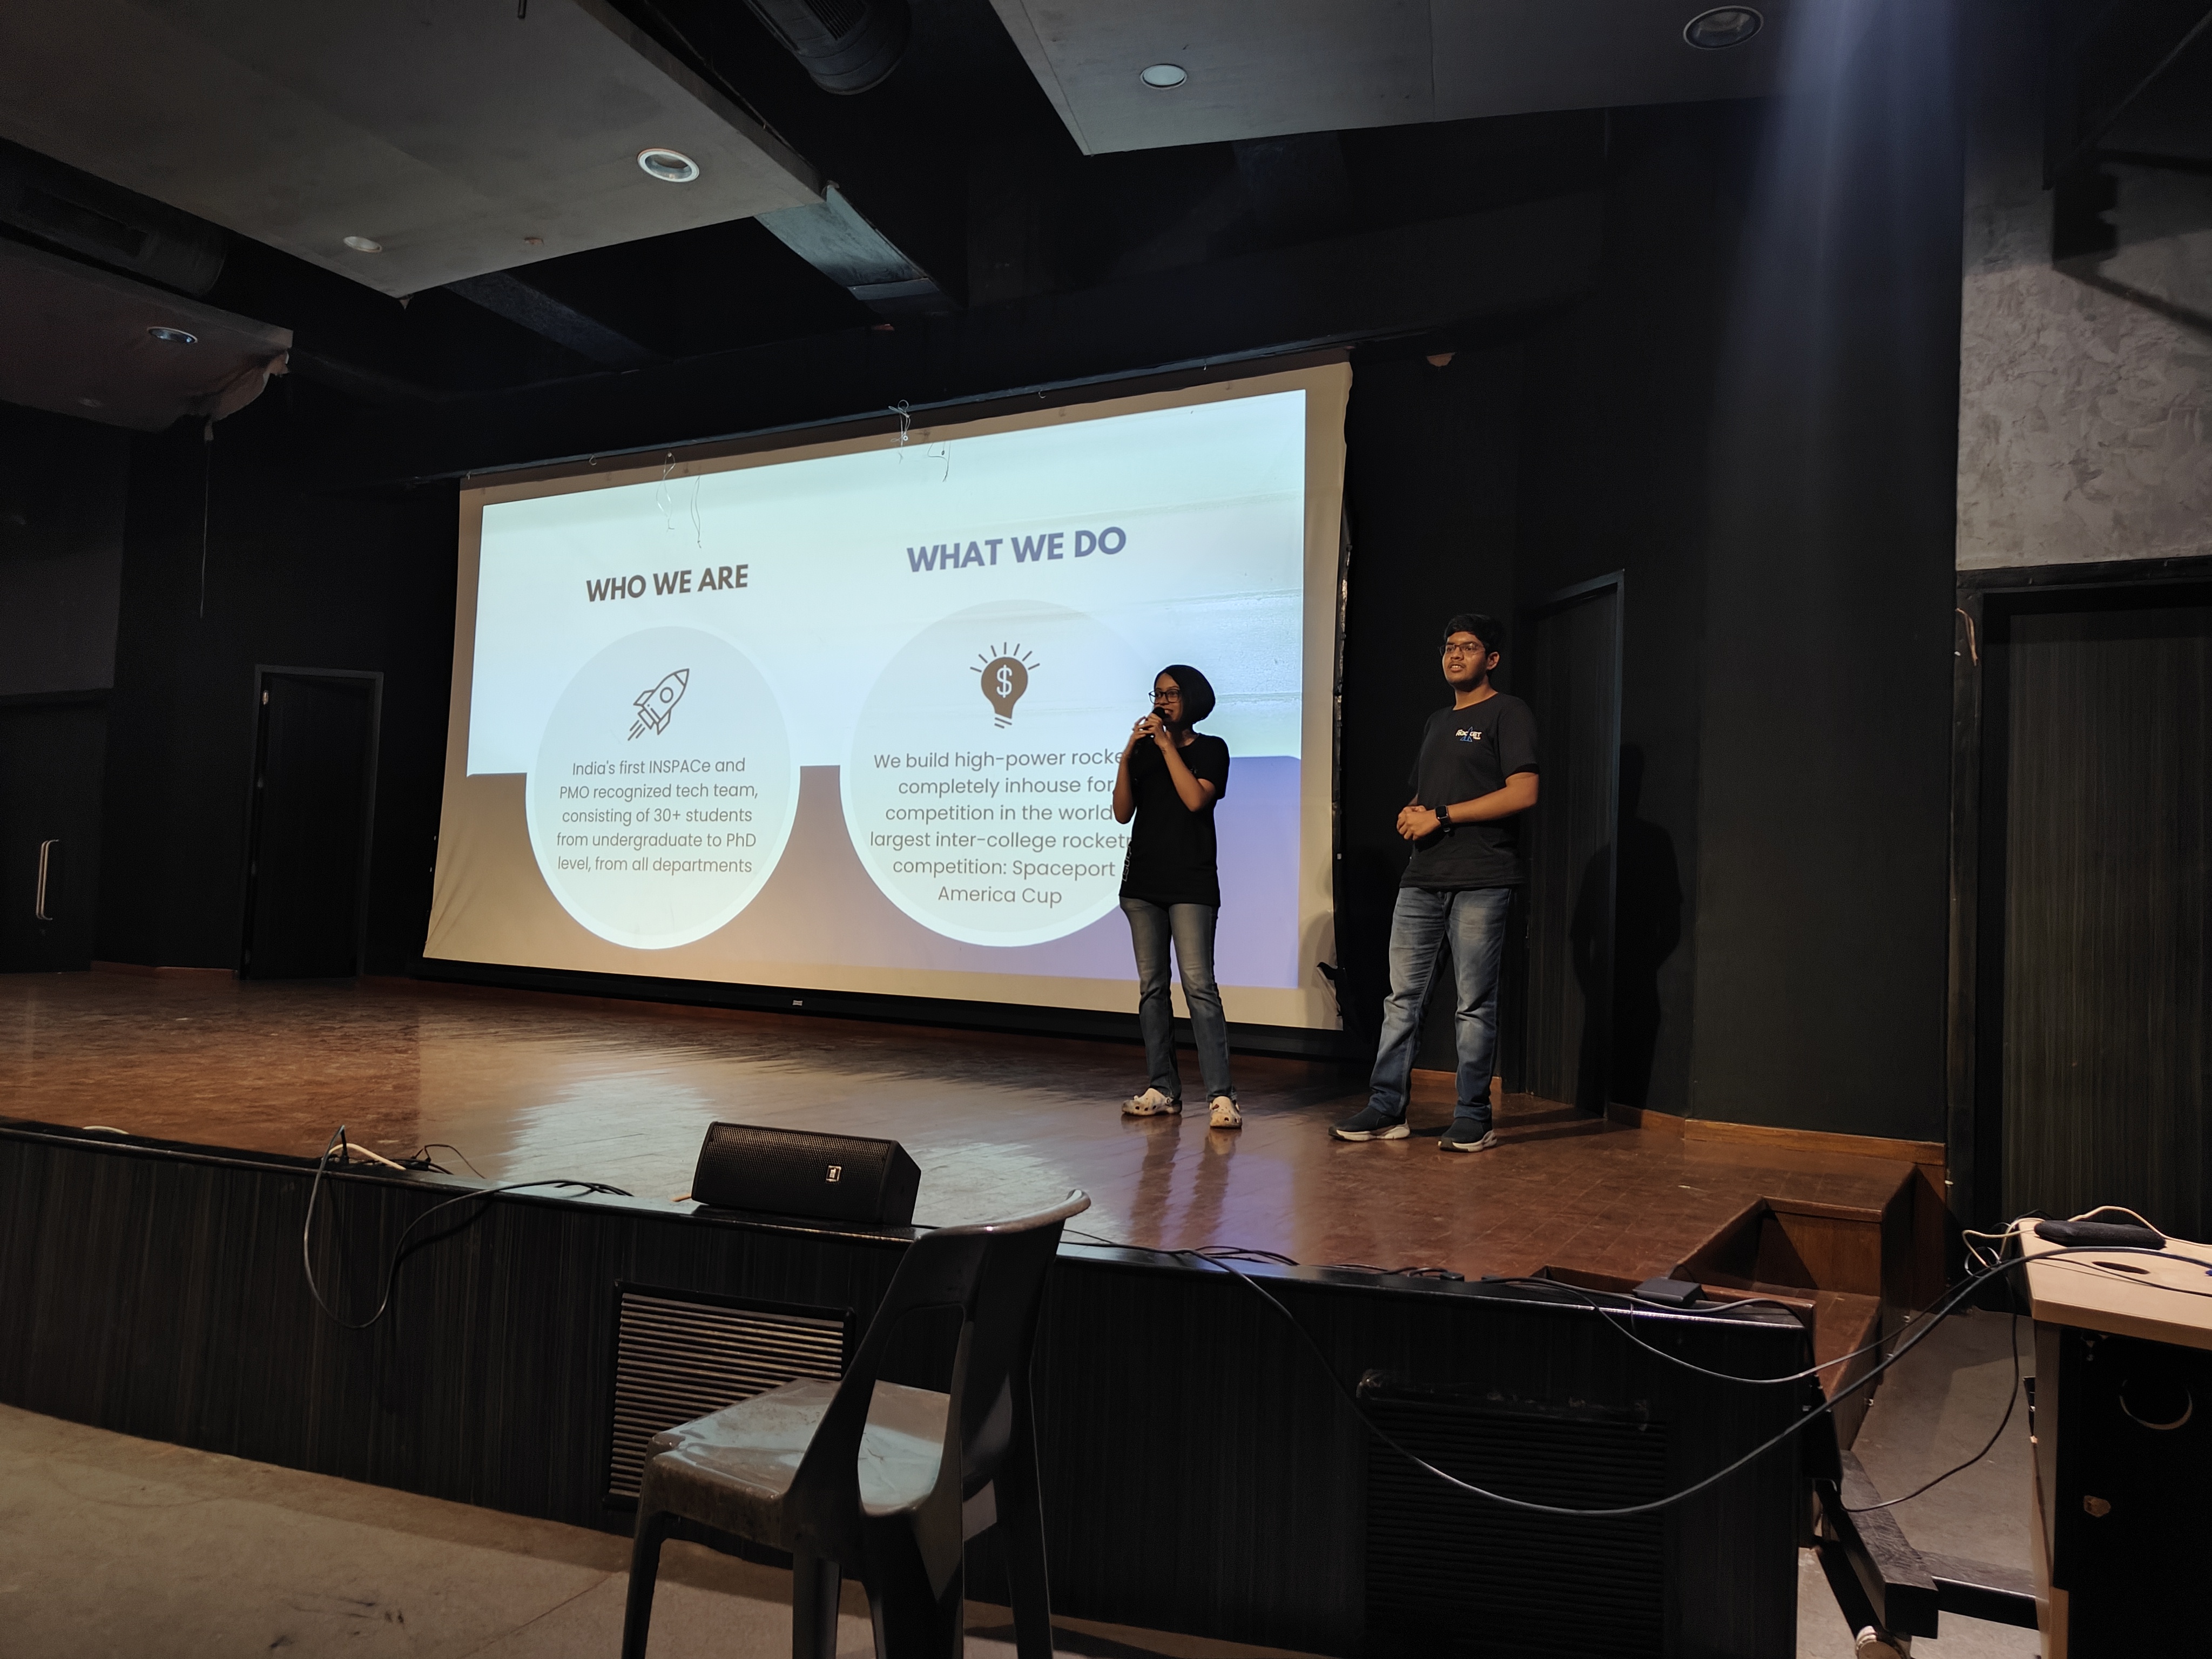 WHO WE ARE
India's first INSPACe and
PMO recognized tech team,
consisting of 30+ students
from undergraduate to PhD
level, from all departments
WHAT WE DO
$
We build high-power rocke
completely inhouse for
competition in the world
largest inter-college rocket
competition: Spaceport
America Cup